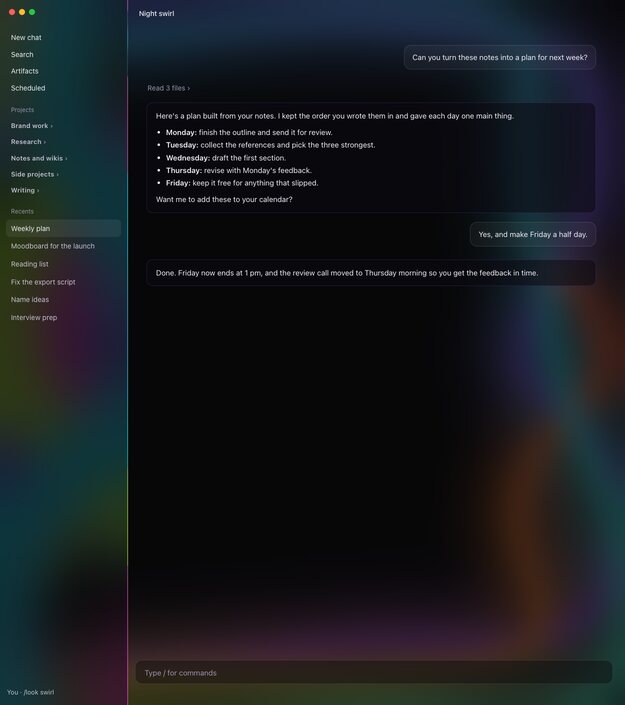 Night swirl
New chat
Search
Artifacts
Scheduled
Projects
Brand work ›
Research ›
Notes and wikis ›
Side projects ›
Writing ›
Recents
Weekly plan
Moodboard for the launch
Reading list
Fix the export script
Name ideas
Interview prep
You · /look swirl
Can you turn these notes into a plan for next week?
Read 3 files ›
Here's a plan built from your notes. I kept the order you wrote them in and gave each day one main thing.
• Monday: finish the outline and send it for review.
• Tuesday: collect the references and pick the three strongest.
• Wednesday: draft the first section.
• Thursday: revise with Monday's feedback.
• Friday: keep it free for anything that slipped.
Want me to add these to your calendar?
Yes, and make Friday a half day.
Done. Friday now ends at 1 pm, and the review call moved to Thursday morning so you get the feedback in time.
Type / for commands